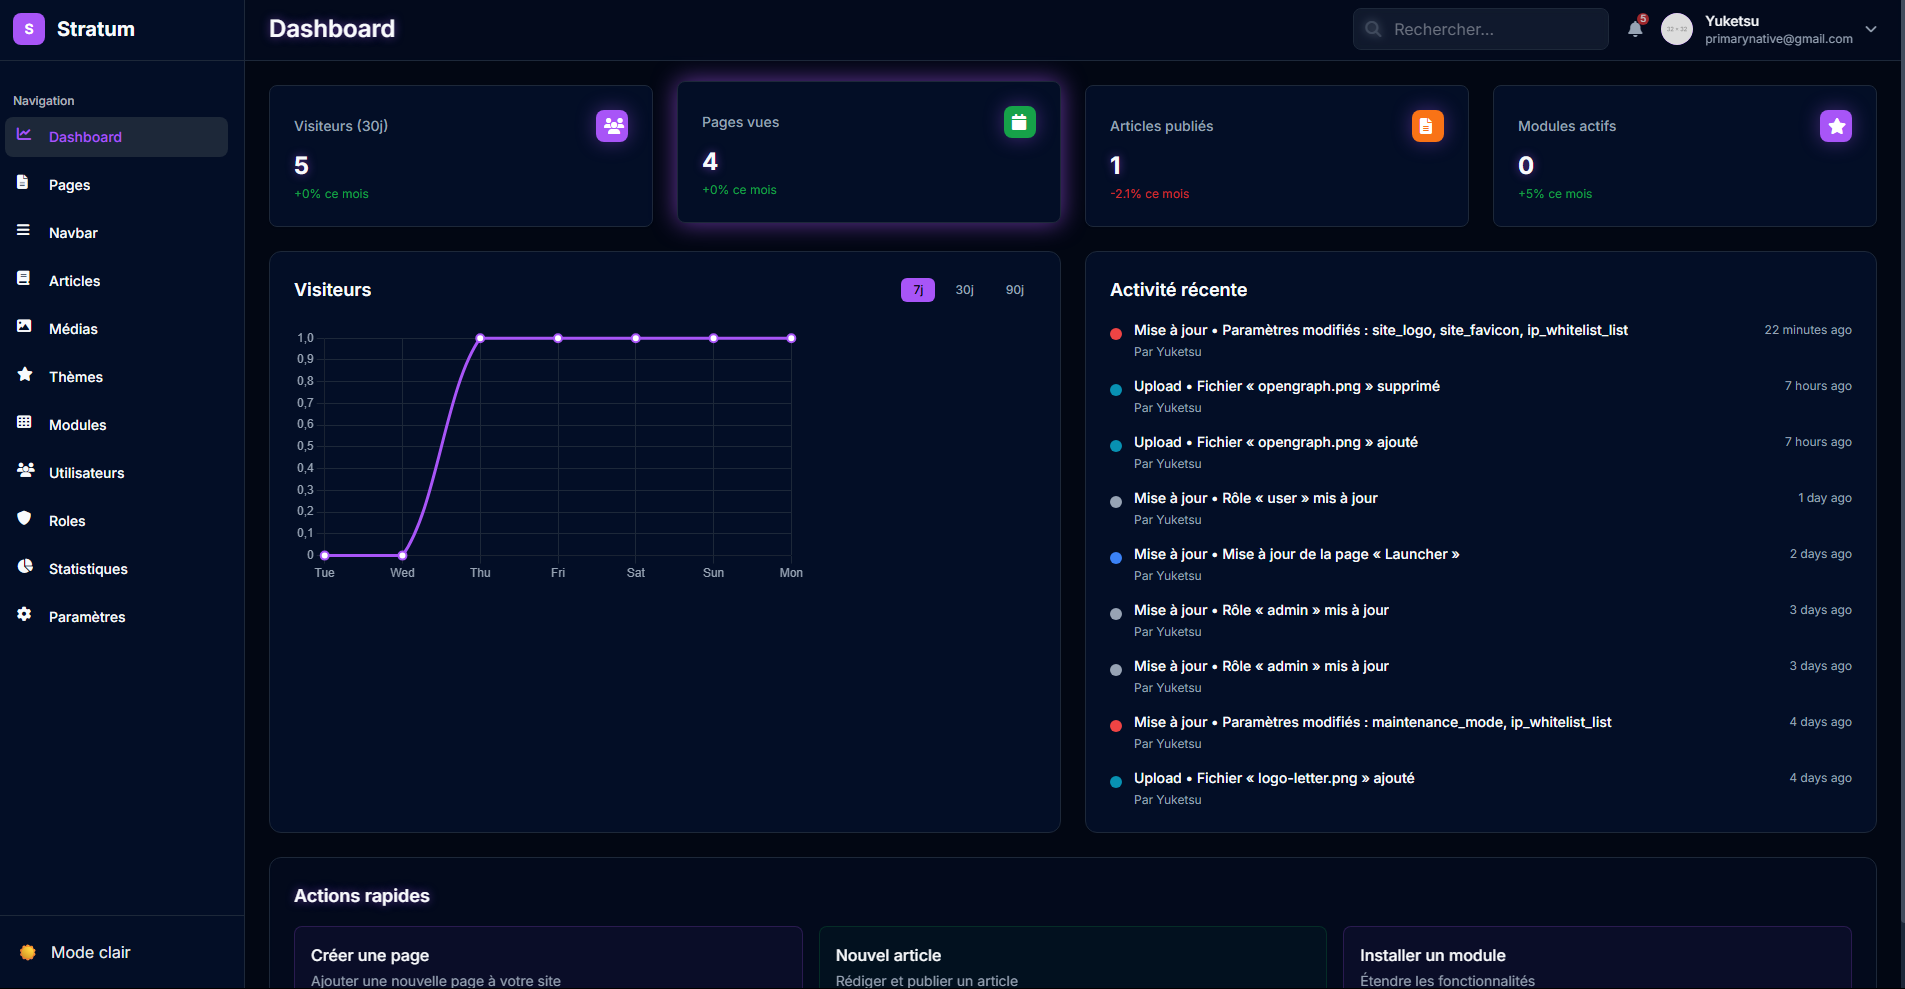 S Stratum
Dashboard
Rechercher...
5
Yuketsu
primarynative@gmail.com
Navigation
Dashboard
Pages
Navbar
Articles
Médias
Thèmes
Modules
Utilisateurs
Roles
Statistiques
Paramètres
Mode clair
Visiteurs (30j)
5
+0% ce mois
Pages vues
4
+0% ce mois
Articles publiés
1
-2.1% ce mois
Modules actifs
0
+5% ce mois
Visiteurs
7j 30j 90j
1,0
0,9
0,8
0,7
0,6
0,5
0,4
0,3
0,2
0,1
0
Tue Wed Thu Fri Sat Sun Mon
Activité récente
Mise à jour • Paramètres modifiés : site_logo, site_favicon, ip_whitelist_list 22 minutes ago
Par Yuketsu
Upload • Fichier « opengraph.png » supprimé 7 hours ago
Par Yuketsu
Upload • Fichier « opengraph.png » ajouté 7 hours ago
Par Yuketsu
Mise à jour • Rôle « user » mis à jour 1 day ago
Par Yuketsu
Mise à jour • Mise à jour de la page « Launcher » 2 days ago
Par Yuketsu
Mise à jour • Rôle « admin » mis à jour 3 days ago
Par Yuketsu
Mise à jour • Rôle « admin » mis à jour 3 days ago
Par Yuketsu
Mise à jour • Paramètres modifiés : maintenance_mode, ip_whitelist_list 4 days ago
Par Yuketsu
Upload • Fichier « logo-letter.png » ajouté 4 days ago
Par Yuketsu
Actions rapides
Créer une page
Ajouter une nouvelle page à votre site
Nouvel article
Rédiger et publier un article
Installer un module
Étendre les fonctionnalités